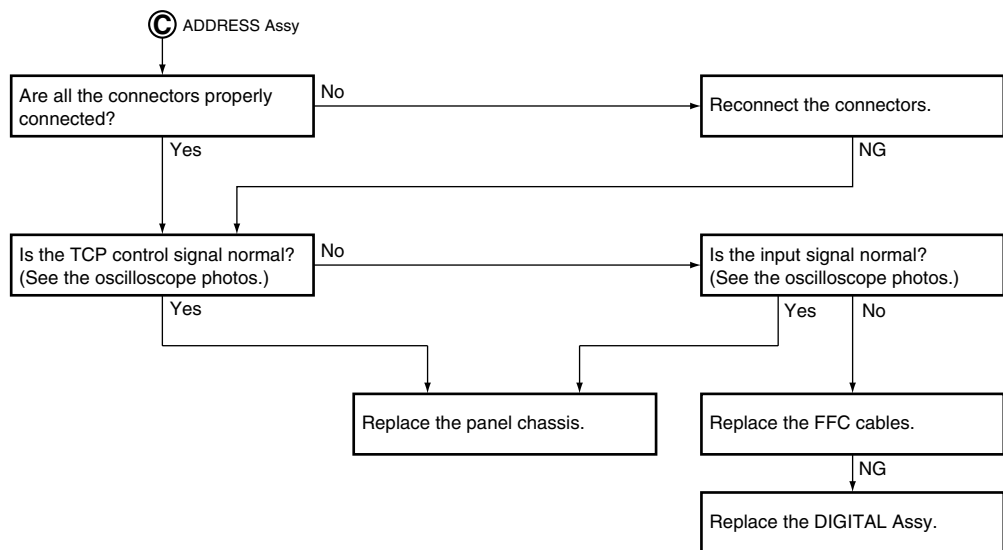 C ADDRESS Assy
Are all the connectors properly
connected?
No
Reconnect the connectors.
Yes
NG
Is the TCP control signal normal?
(See the oscilloscope photos.)
No
Is the input signal normal?
(See the oscilloscope photos.)
Yes
Yes
No
Replace the panel chassis.
Replace the FFC cables.
NG
Replace the DIGITAL Assy.